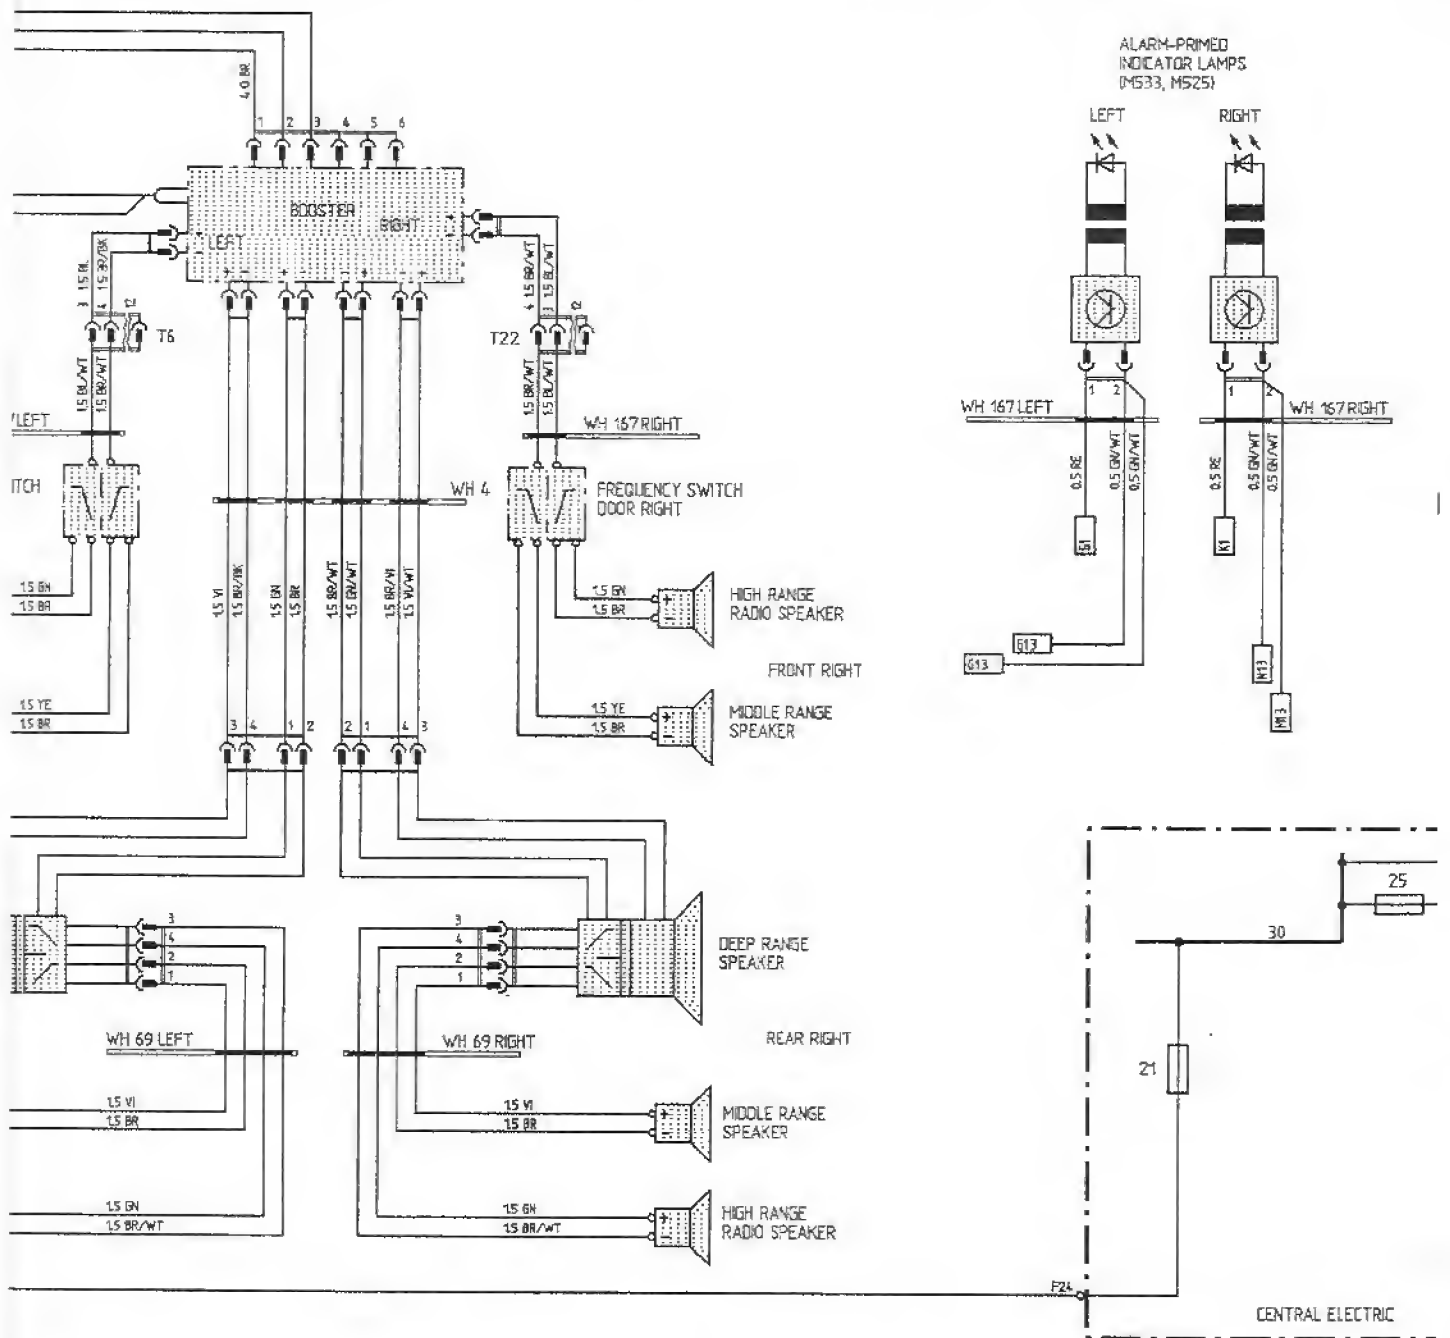 ALARM-PRIMED
INDICATOR LAMPS
(M533, M525)
LEFT
RIGHT
4.0 BR
1 2 3 4 5 6
BOOSTER
RIGHT
LEFT
+ - + - - + - +
1.5 BL
1.5 BR/BK
3 4 12
T6
1.5 BL/WT
1.5 BR/WT
1.5 BR/WT
1.5 BL/WT
4 3 12
T22
1.5 BR/WT
1.5 BL/WT
/LEFT
ITCH
WH 167 RIGHT
WH 4
FREQUENCY SWITCH
DOOR RIGHT
1 2
1 2
WH 167 LEFT
WH 167 RIGHT
0.5 RE
0.5 GN/WT
0.5 GN/WT
0.5 RE
0.5 GN/WT
0.5 GN/WT
G1
K1
G13
G13
K13
1.5 VI
1.5 BR/BK
1.5 GN
1.5 BR
1.5 BR/WT
1.5 GN/WT
1.5 BR/VI
1.5 VI/WT
1.5 GN
1.5 BR
1.5 GN
1.5 BR
HIGH RANGE
RADIO SPEAKER
FRONT RIGHT
1.5 YE
1.5 BR
1.5 YE
1.5 BR
MIDDLE RANGE
SPEAKER
3 4 1 2 2 1 4 3
3
4
2
1
3
4
2
1
DEEP RANGE
SPEAKER
REAR RIGHT
WH 69 LEFT
WH 69 RIGHT
1.5 VI
1.5 BR
1.5 VI
1.5 BR
MIDDLE RANGE
SPEAKER
1.5 GN
1.5 BR/WT
1.5 GN
1.5 BR/WT
HIGH RANGE
RADIO SPEAKER
25
30
21
F24
CENTRAL ELECTRIC